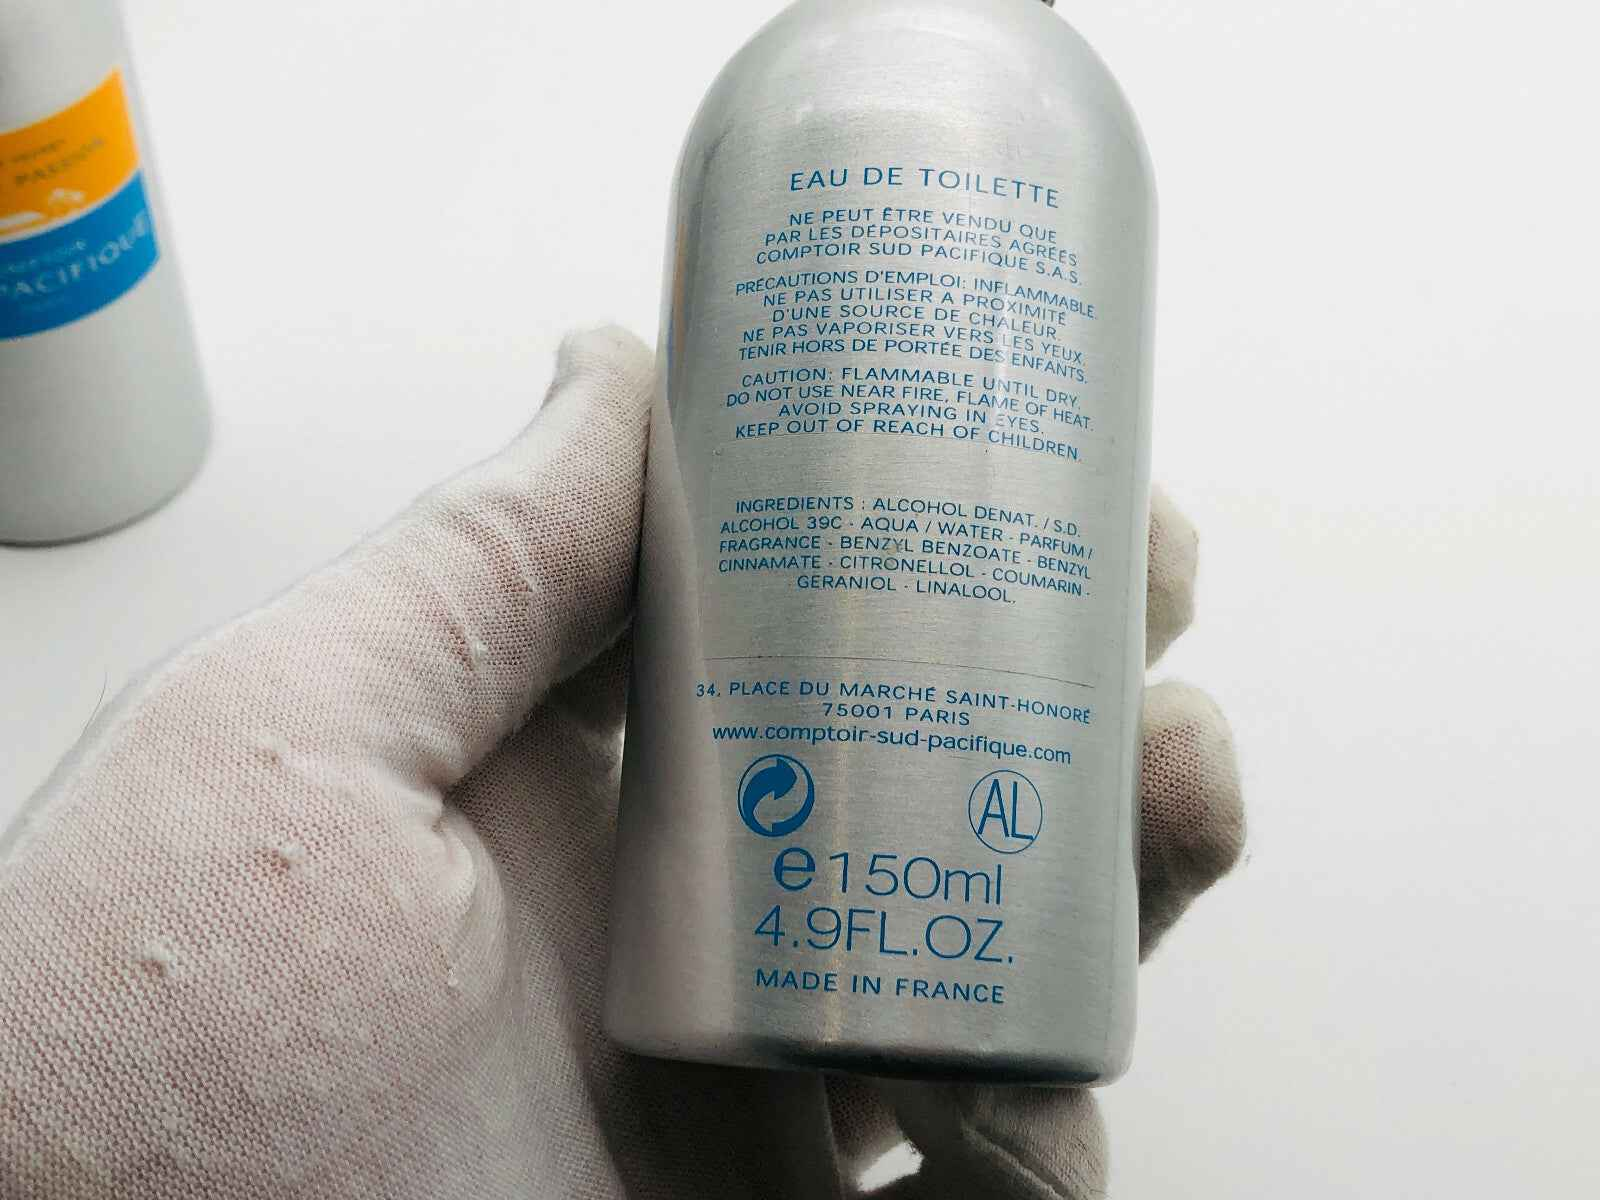 PASSION
PACIFIQUE
EAU DE TOILETTE
NE PEUT ÊTRE VENDU QUE
PAR LES DÉPOSITAIRES AGRÉÉS
COMPTOIR SUD PACIFIQUE S.A.S.
PRÉCAUTIONS D'EMPLOI: INFLAMMABLE.
NE PAS UTILISER A PROXIMITÉ
D'UNE SOURCE DE CHALEUR.
NE PAS VAPORISER VERS LES YEUX.
TENIR HORS DE PORTÉE DES ENFANTS.
CAUTION: FLAMMABLE UNTIL DRY.
DO NOT USE NEAR FIRE, FLAME OF HEAT.
AVOID SPRAYING IN EYES.
KEEP OUT OF REACH OF CHILDREN.
INGREDIENTS : ALCOHOL DENAT. / S.D.
ALCOHOL 39C - AQUA / WATER - PARFUM /
FRAGRANCE - BENZYL BENZOATE - BENZYL
CINNAMATE - CITRONELLOL - COUMARIN -
GERANIOL - LINALOOL.
34, PLACE DU MARCHÉ SAINT-HONORÉ
75001 PARIS
www.comptoir-sud-pacifique.com
AL
e 150ml
4.9FL.OZ.
MADE IN FRANCE